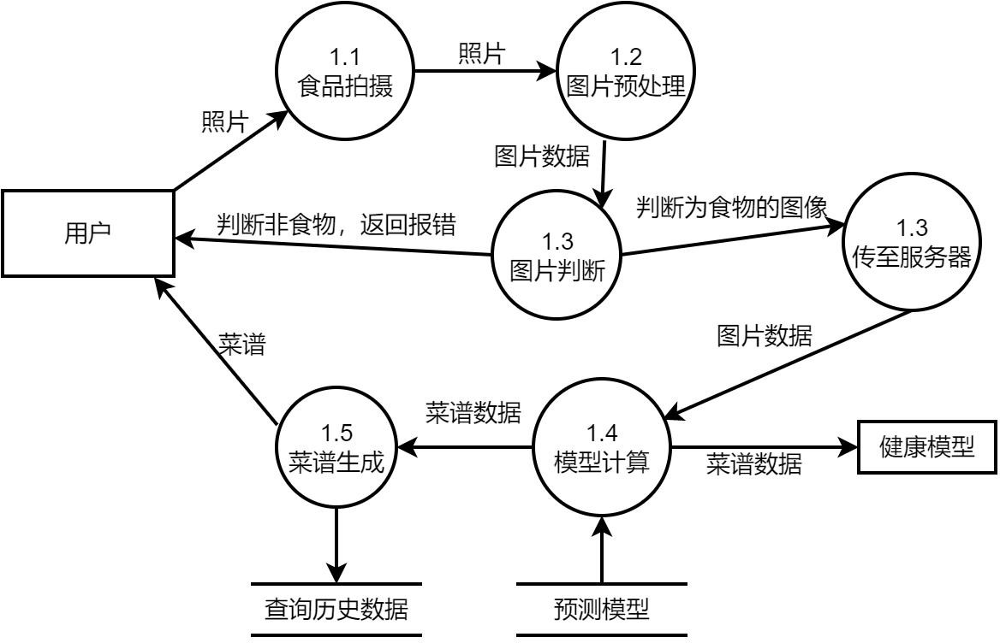 1.1
食品拍摄
照片
1.2
图片预处理
照片
图片数据
用户
判断非食物，返回报错
1.3
图片判断
判断为食物的图像
1.3
传至服务器
图片数据
菜谱
1.5
菜谱生成
菜谱数据
1.4
模型计算
菜谱数据
健康模型
查询历史数据
预测模型